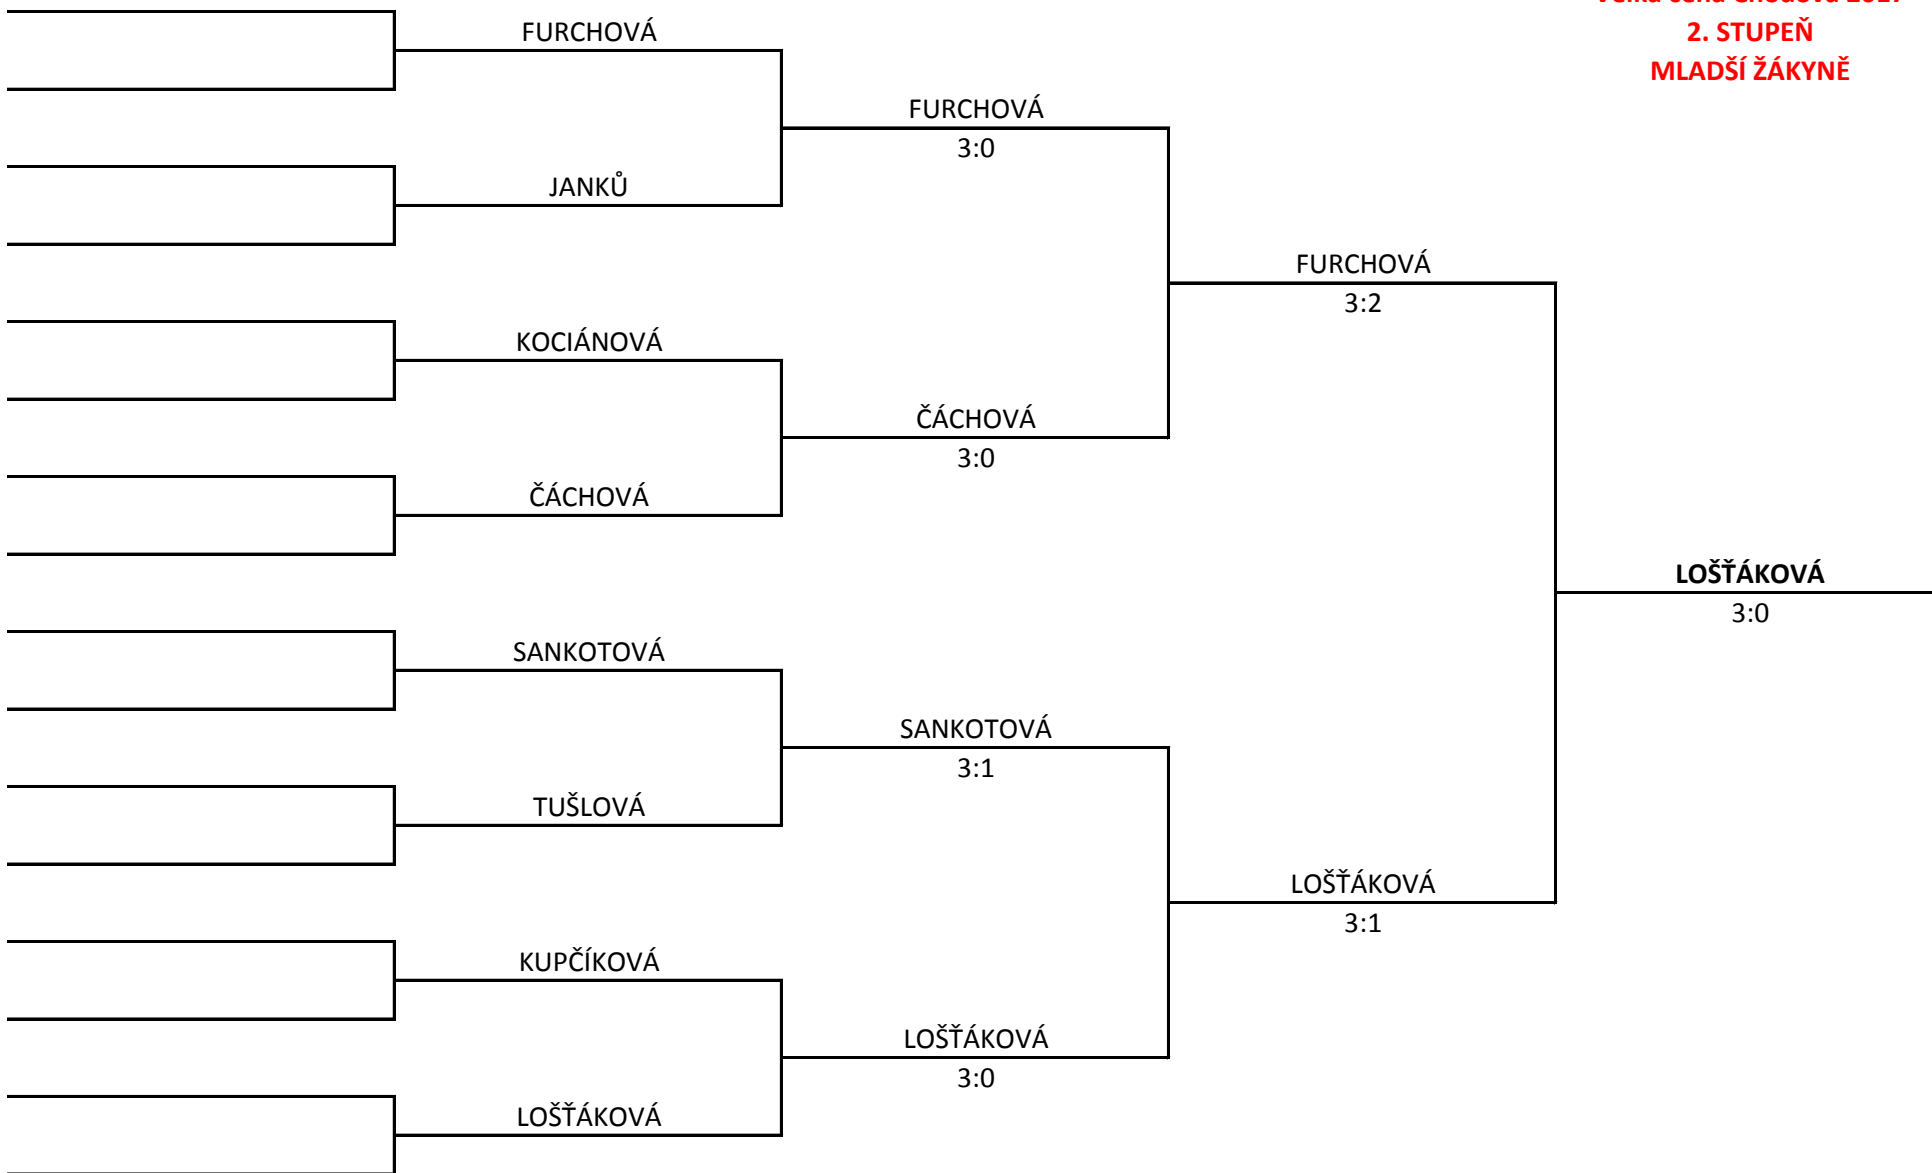 2. STUPEŇ
MLADŠÍ ŽÁKYNĚ
FURCHOVÁ
FURCHOVÁ
3:0
JANKŮ
FURCHOVÁ
3:2
KOCIÁNOVÁ
ČÁCHOVÁ
3:0
ČÁCHOVÁ
LOŠŤÁKOVÁ
3:0
SANKOTOVÁ
SANKOTOVÁ
3:1
TUŠLOVÁ
LOŠŤÁKOVÁ
3:1
KUPČÍKOVÁ
LOŠŤÁKOVÁ
3:0
LOŠŤÁKOVÁ